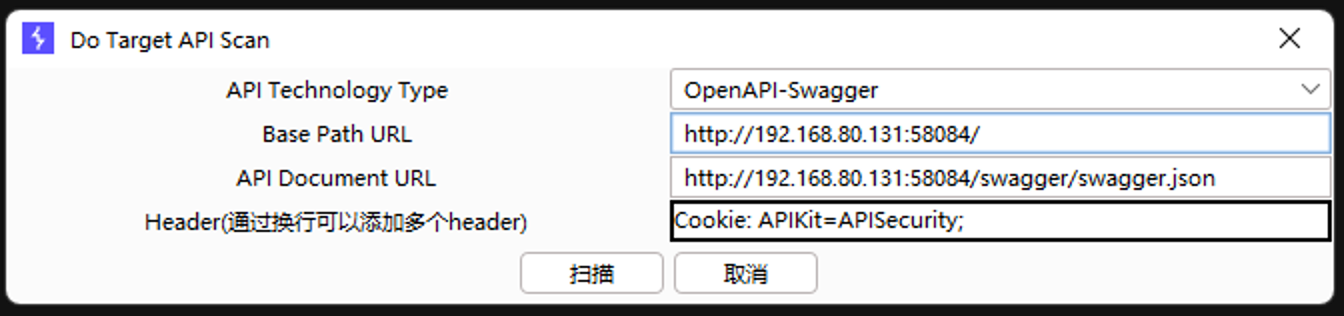 Do Target API Scan
API Technology Type OpenAPI-Swagger
Base Path URL http://192.168.80.131:58084/
API Document URL http://192.168.80.131:58084/swagger/swagger.json
Header(通过换行可以添加多个header) Cookie: APIKit=APISecurity;
扫描 取消